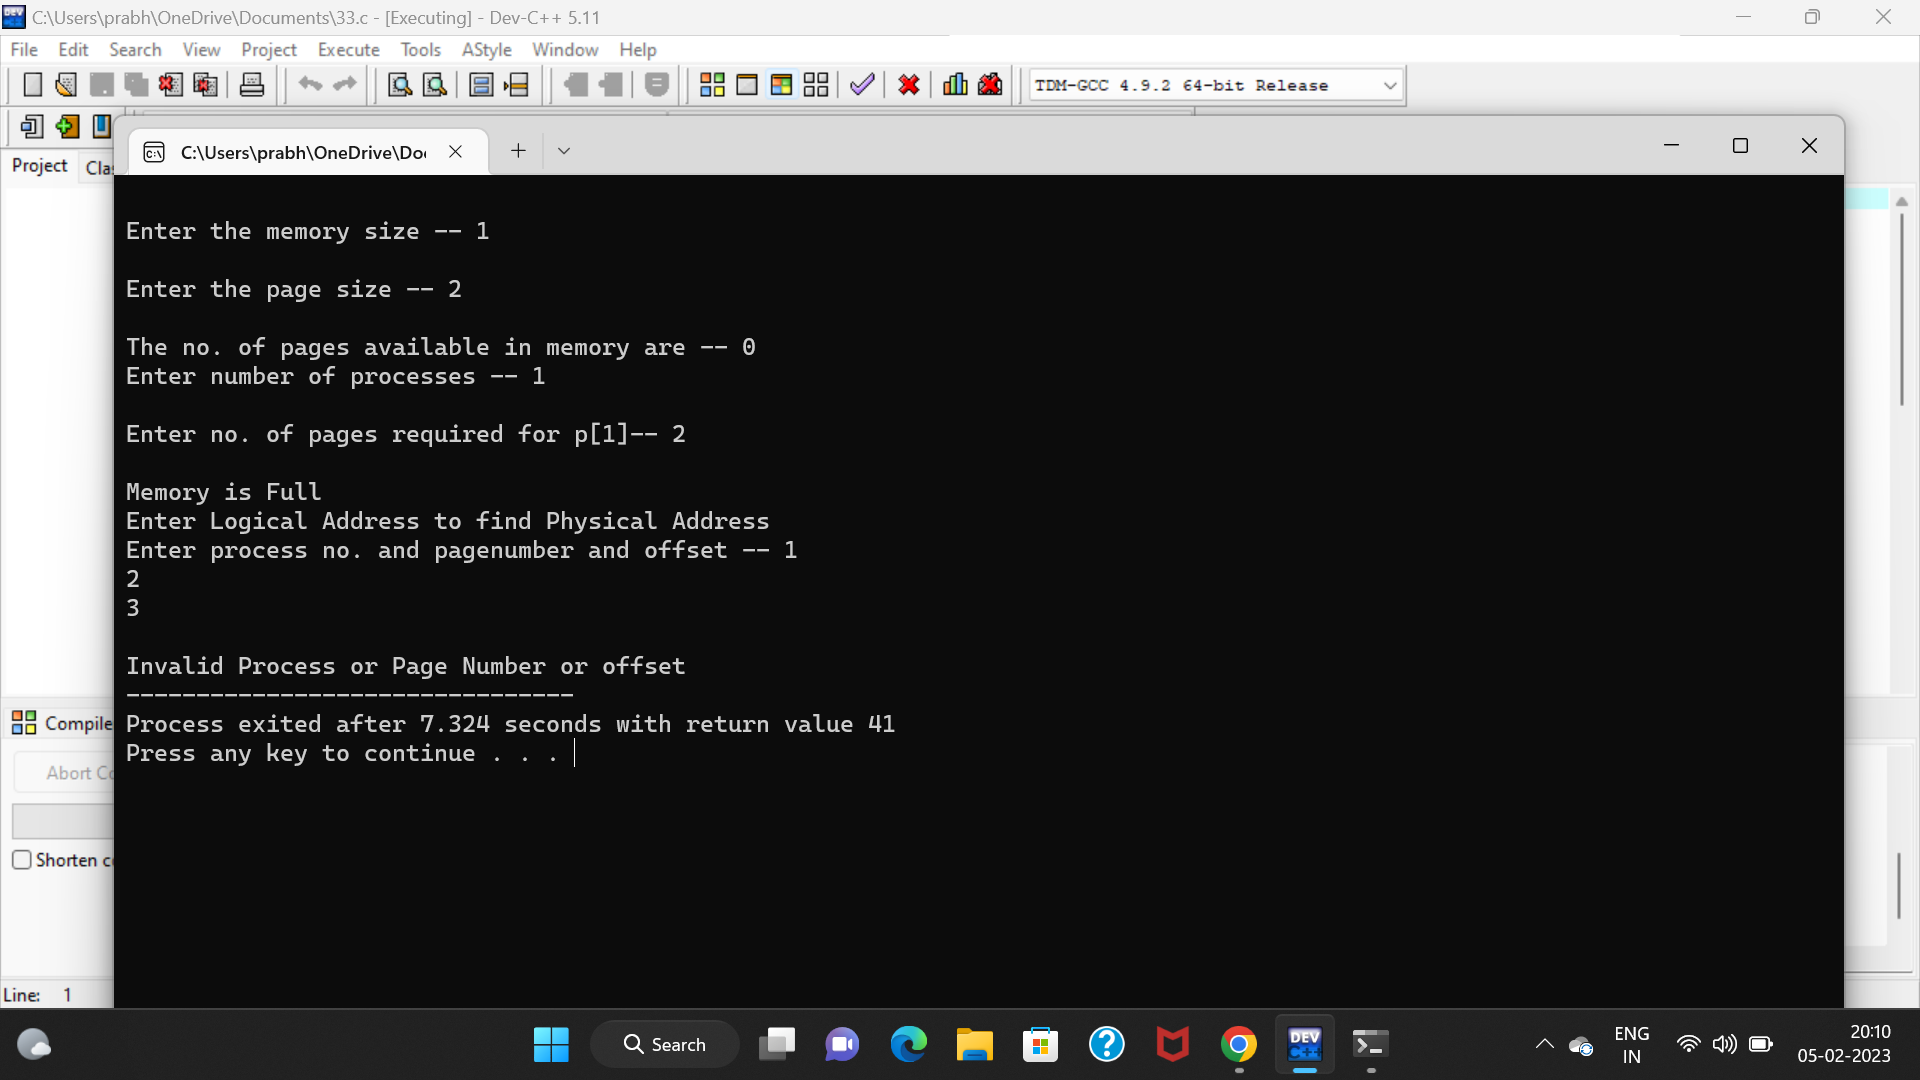 C:\Users\prabh\OneDrive\Documents\33.c - [Executing] - Dev-C++ 5.11
File Edit Search View Project Execute Tools AStyle Window Help
TDM-GCC 4.9.2 64-bit Release
Project Cla
C:\Users\prabh\OneDrive\Do
Enter the memory size -- 1
Enter the page size -- 2
The no. of pages available in memory are -- 0
Enter number of processes -- 1
Enter no. of pages required for p[1]-- 2
Memory is Full
Enter Logical Address to find Physical Address
Enter process no. and pagenumber and offset -- 1
2
3
Invalid Process or Page Number or offset
--------------------------------
Process exited after 7.324 seconds with return value 41
Press any key to continue . . .
Compile
Abort Co
Shorten c
Line: 1
Search
DEV C++
ENG
IN
20:10
05-02-2023